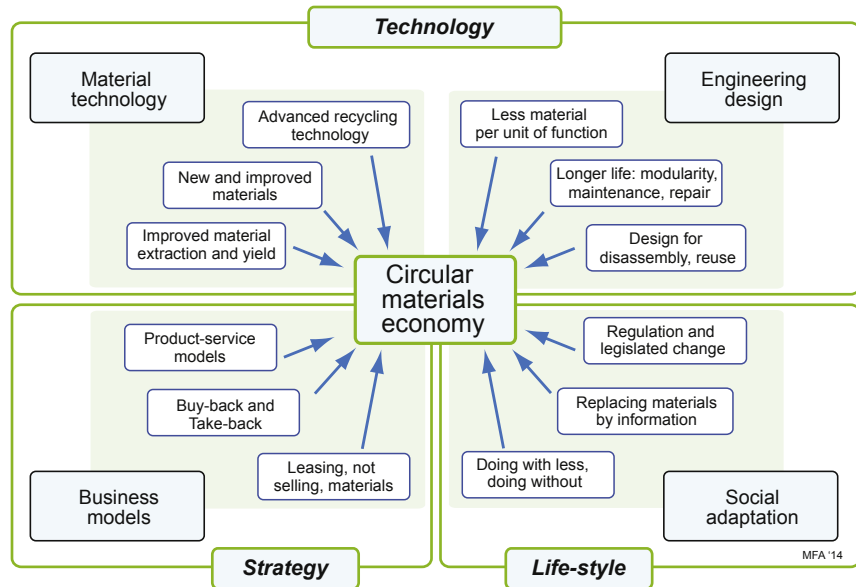 Technology
Material
technology
Engineering
design
Advanced recycling
technology
Less material
per unit of function
New and improved
materials
Longer life: modularity,
maintenance, repair
Improved material
extraction and yield
Design for
disassembly, reuse
Circular
materials
economy
Product-service
models
Regulation and
legislated change
Buy-back and
Take-back
Replacing materials
by information
Leasing, not
selling, materials
Doing with less,
doing without
Business
models
Social
adaptation
MFA '14
Strategy
Life-style